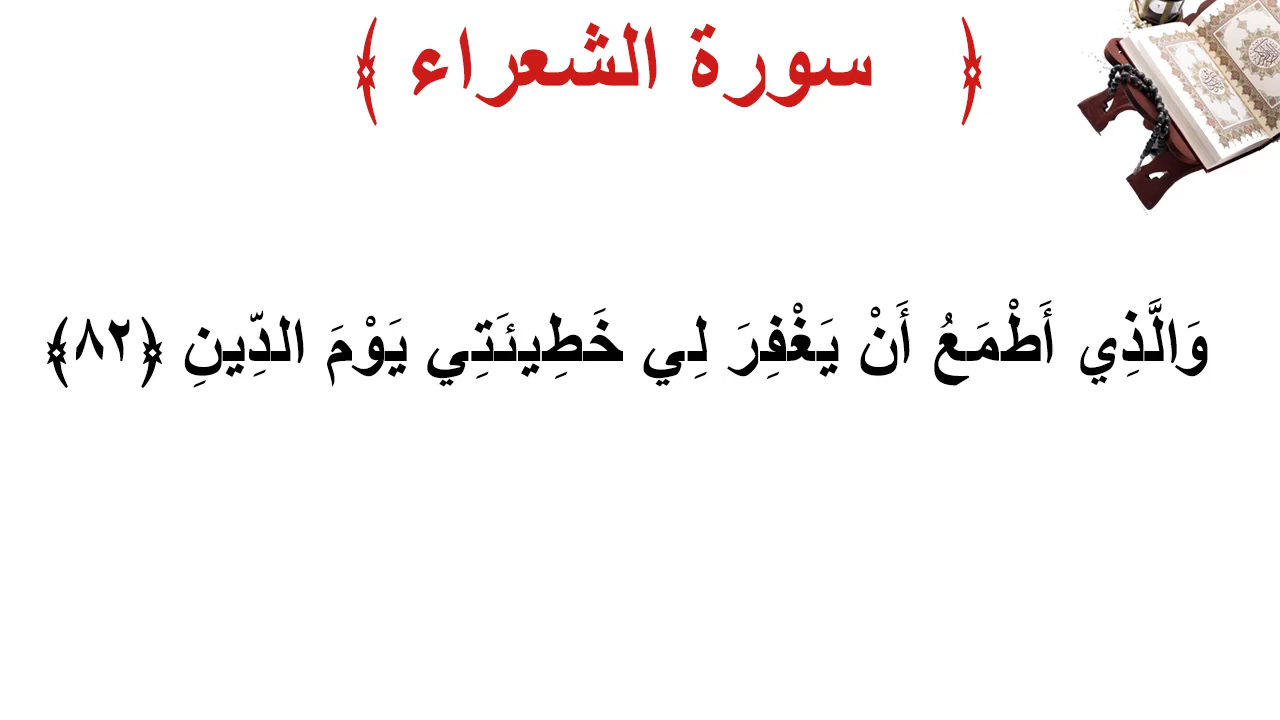 ﴿ سورة الشعراء ﴾
وَالَّذِي أَطْمَعُ أَنْ يَغْفِرَ لِي خَطِيئَتِي يَوْمَ الدِّينِ ﴿٨٢﴾